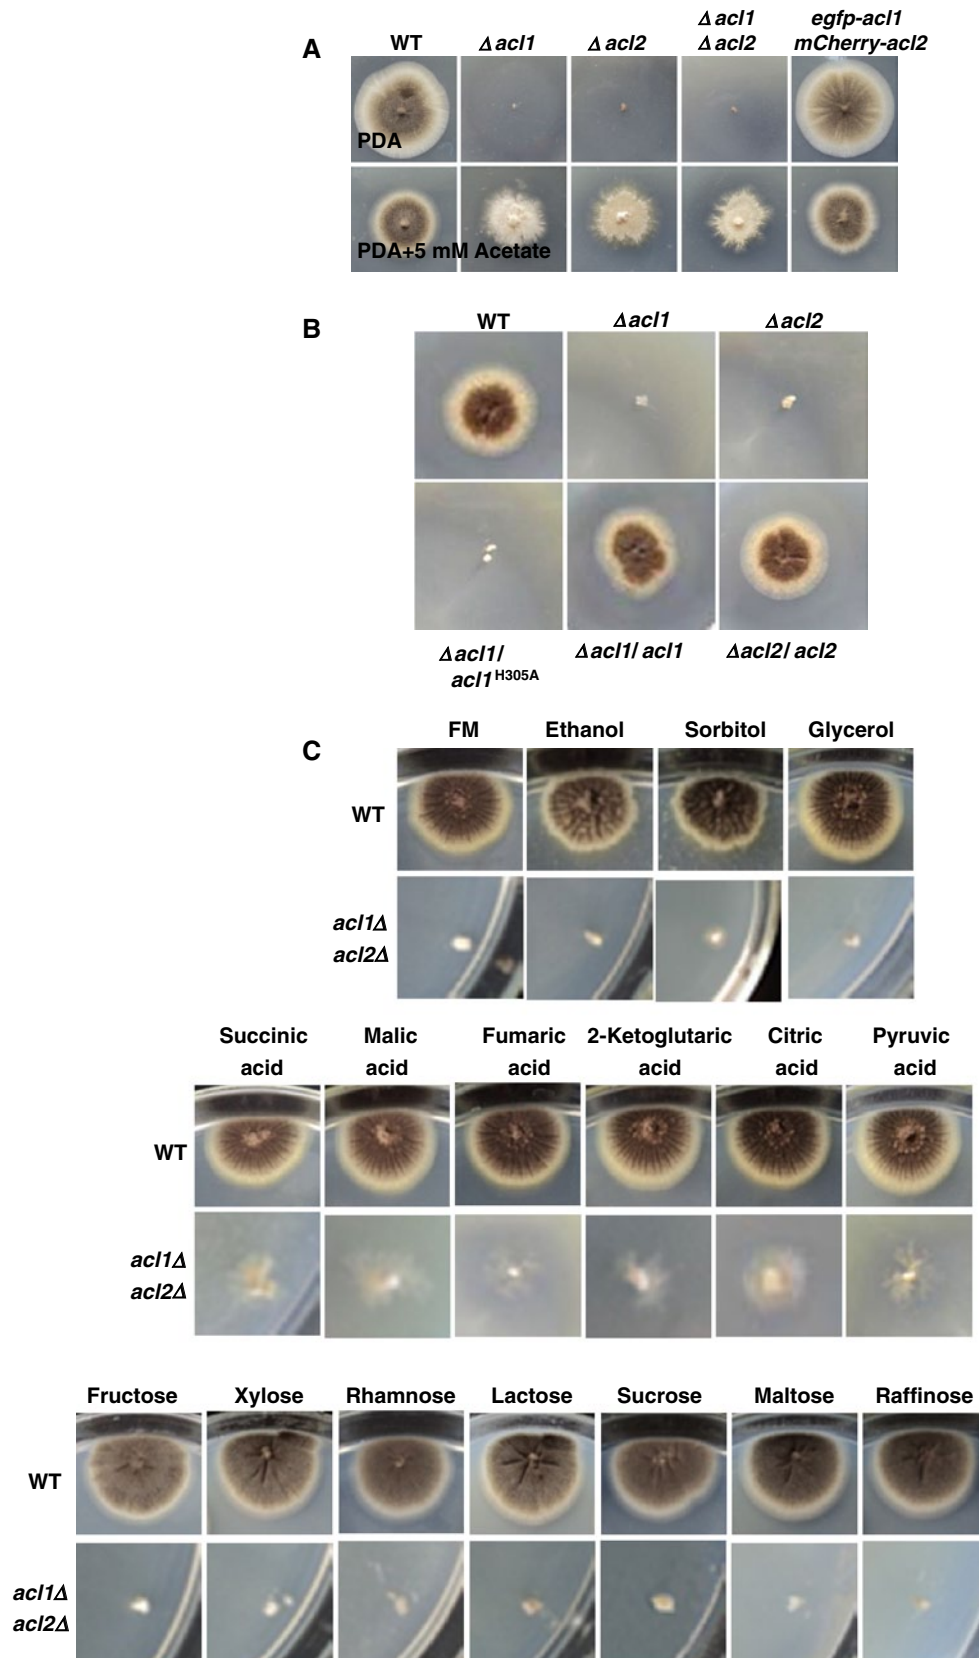 A
WT
Δacl1
Δacl2
Δacl1
Δacl2
egfp-acl1
mCherry-acl2
PDA
PDA+5 mM Acetate
B
WT
Δacl1
Δacl2
Δacl1/
acl1H305A
Δacl1/acl1
Δacl2/acl2
C
FM
Ethanol
Sorbitol
Glycerol
WT
acl1Δ
acl2Δ
Succinic
acid
Malic
acid
Fumaric
acid
2-Ketoglutaric
acid
Citric
acid
Pyruvic
acid
WT
acl1Δ
acl2Δ
Fructose
Xylose
Rhamnose
Lactose
Sucrose
Maltose
Raffinose
WT
acl1Δ
acl2Δ